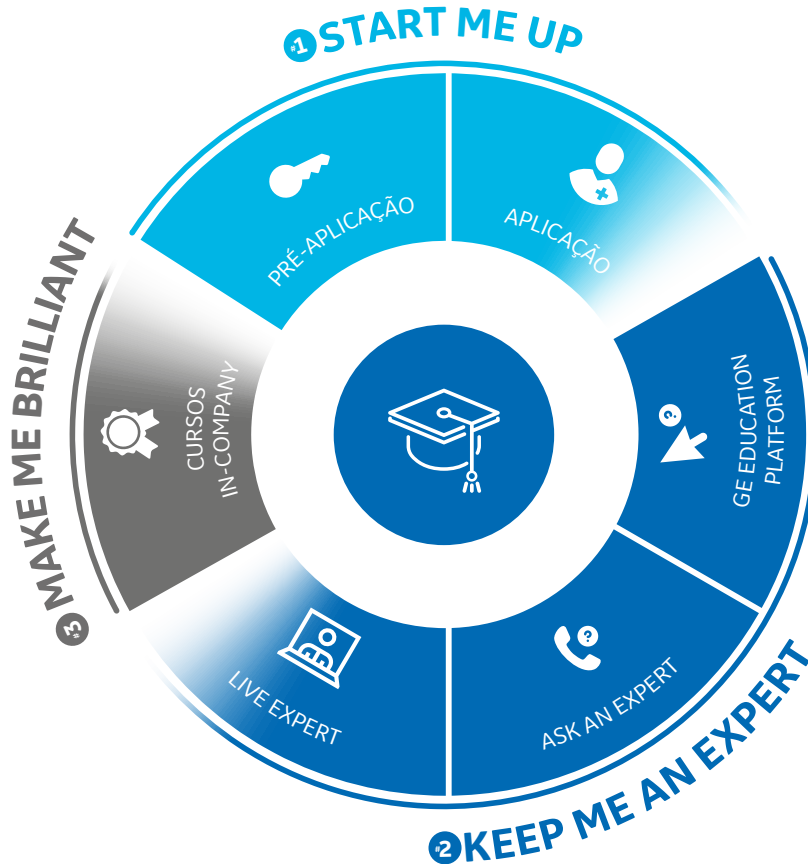 #1 START ME UP
PRÉ-APLICAÇÃO
APLICAÇÃO
GE EDUCATION
PLATFORM
?
ASK AN EXPERT
?
LIVE EXPERT
#2 KEEP ME AN EXPERT
CURSOS
IN-COMPANY
#3 MAKE ME BRILLIANT